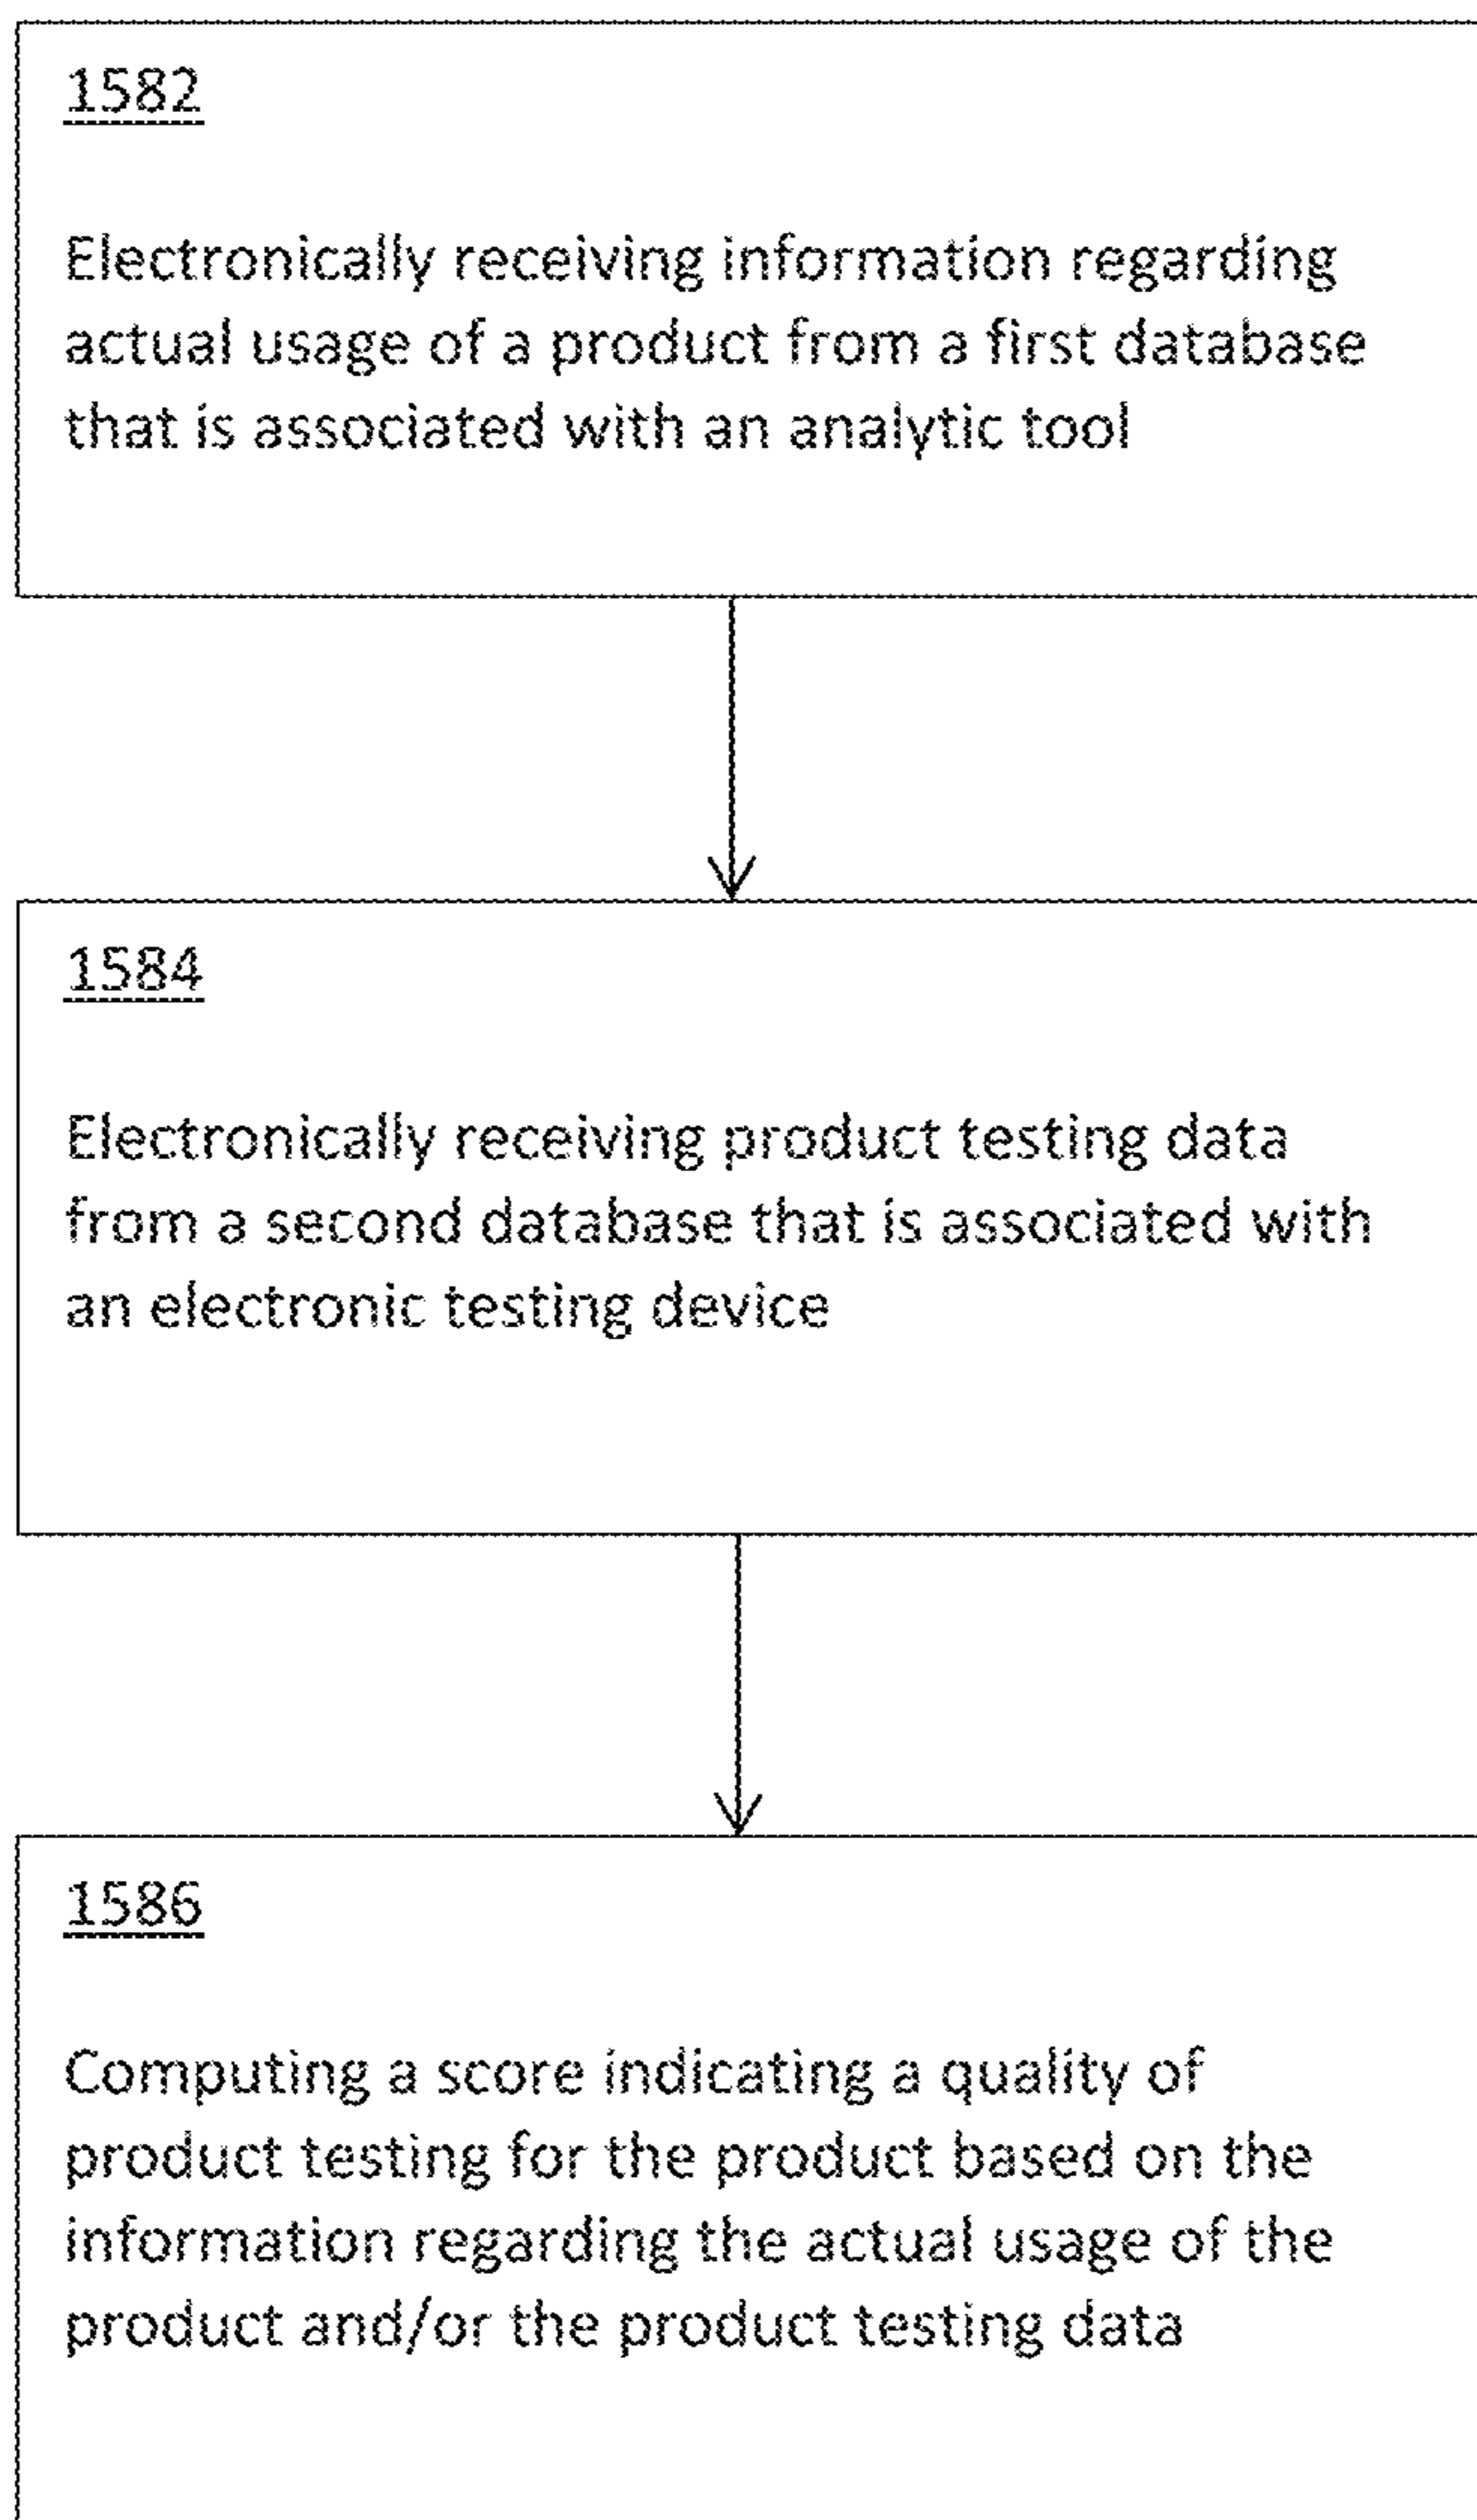 1582
Electronically receiving information regarding
actual usage of a product from a first database
that is associated with an analytic tool
1584
Electronically receiving product testing data
from a second database that is associated with
an electronic testing device
1586
Computing a score indicating a quality of
product testing for the product based on the
information regarding the actual usage of the
product and/or the product testing data